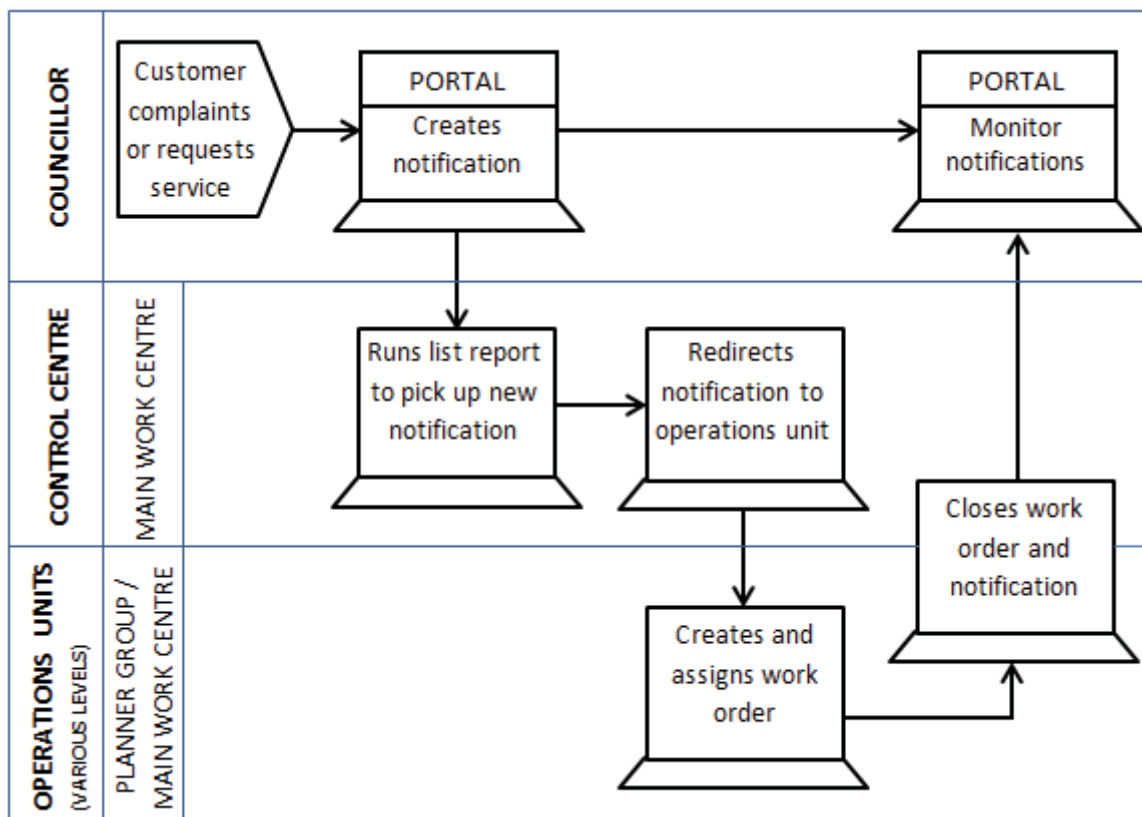 COUNCILLOR
Customer
complaints
or requests
service
PORTAL
Creates
notification
PORTAL
Monitor
notifications
CONTROL CENTRE
MAIN WORK CENTRE
Runs list report
to pick up new
notification
Redirects
notification to
operations unit
Closes work
order and
notification
OPERATIONS UNITS
(VARIOUS LEVELS)
PLANNER GROUP /
MAIN WORK CENTRE
Creates and
assigns work
order